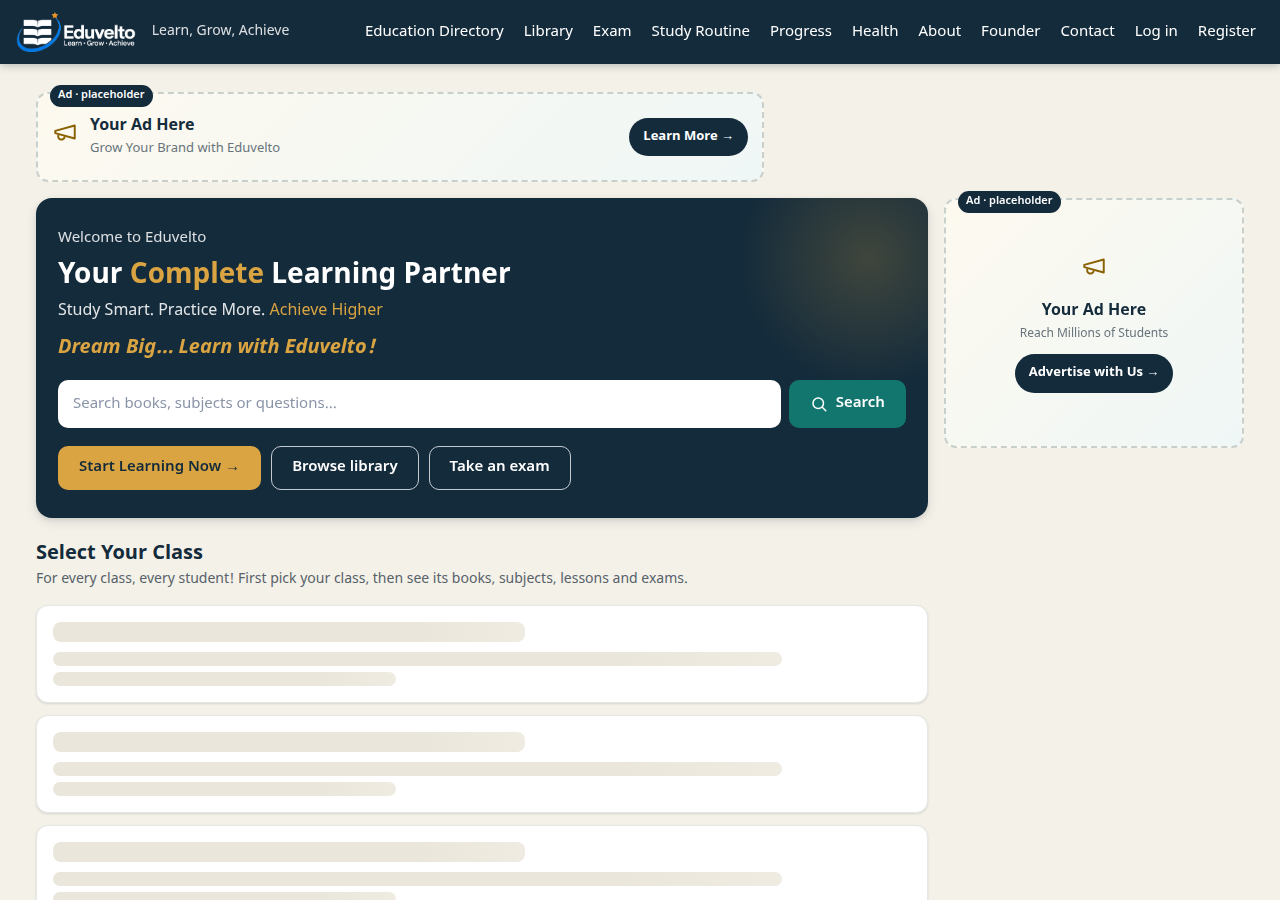 Eduvelto
Learn · Grow · Achieve
Learn, Grow, Achieve
Education Directory
Library
Exam
Study Routine
Progress
Health
About
Founder
Contact
Log in
Register
Ad · placeholder
Your Ad Here
Grow Your Brand with Eduvelto
Learn More →
Welcome to Eduvelto
Your Complete Learning Partner
Study Smart. Practice More. Achieve Higher
Dream Big... Learn with Eduvelto!
Search books, subjects or questions...
Search
Start Learning Now →
Browse library
Take an exam
Ad · placeholder
Your Ad Here
Reach Millions of Students
Advertise with Us →
Select Your Class
For every class, every student! First pick your class, then see its books, subjects, lessons and exams.